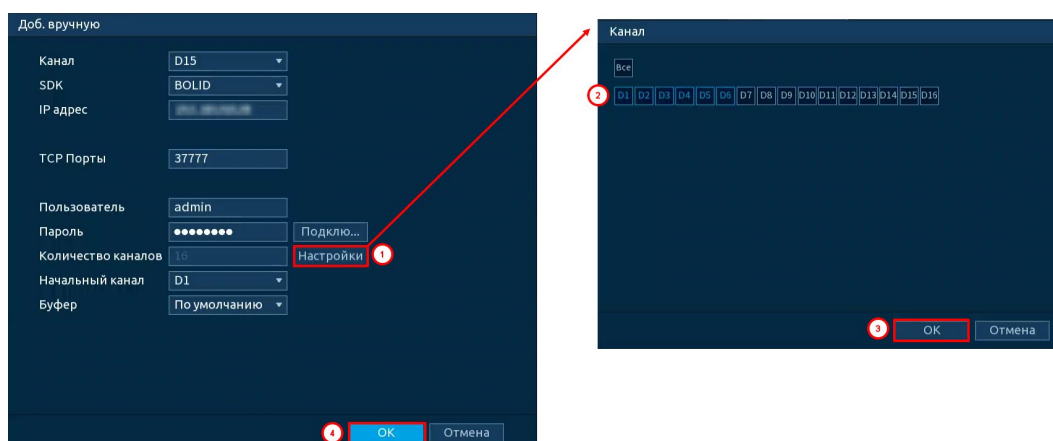 Доб. вручную
Канал D15
SDK BOLID
IP адрес
TCP Порты 37777
Пользователь admin
Пароль ●●●●●●●● Подклю...
Количество каналов 16 Настройки 1
Начальный канал D1
Буфер По умолчанию
4 OK Отмена
Канал
Все
2 D1 D2 D3 D4 D5 D6 D7 D8 D9 D10 D11 D12 D13 D14 D15 D16
3 OK Отмена